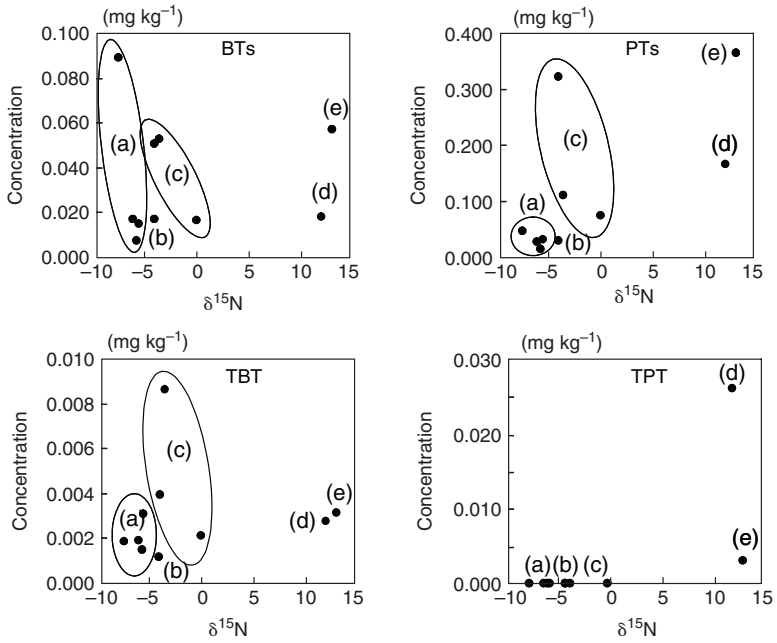 (mg kg⁻¹)
BTs
Concentration
0.100
0.080
0.060
0.040
0.020
0.000
(a)
(b)
(c)
(d)
(e)
−10 −5 0 5 10 15
δ¹⁵N
(mg kg⁻¹)
PTs
Concentration
0.400
0.300
0.200
0.100
0.000
(a)
(b)
(c)
(d)
(e)
−10 −5 0 5 10 15
δ¹⁵N
(mg kg⁻¹)
TBT
Concentration
0.010
0.008
0.006
0.004
0.002
0.000
(a)
(b)
(c)
(d)
(e)
−10 −5 0 5 10 15
δ¹⁵N
(mg kg⁻¹)
TPT
Concentration
0.030
0.020
0.010
0.000
(a) (b) (c)
(d)
(e)
−10 −5 0 5 10 15
δ¹⁵N